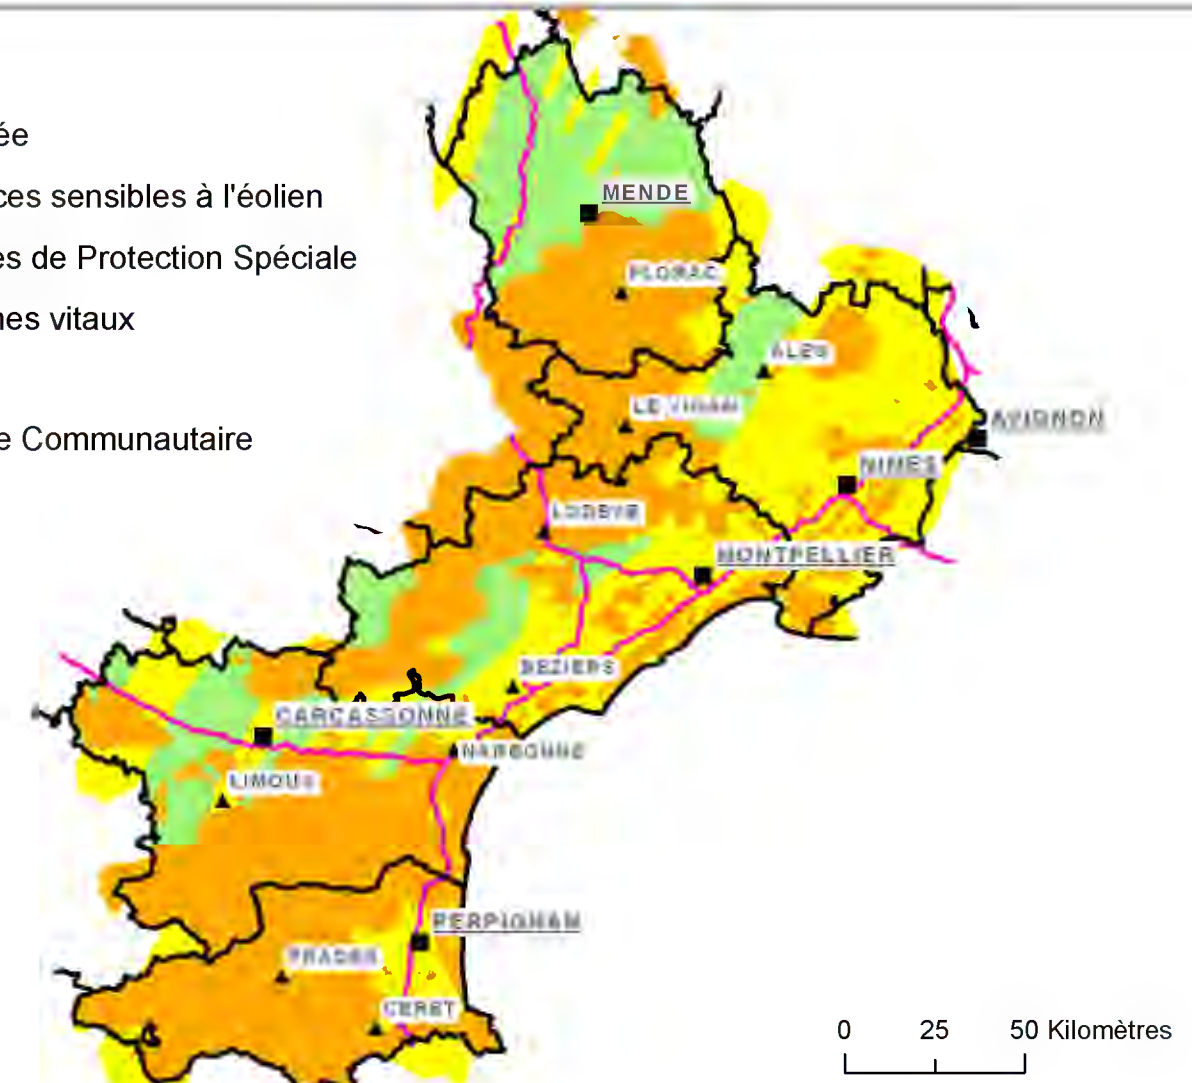 ée
ces sensibles à l'éolien
es de Protection Spéciale
nes vitaux
e Communautaire
MENDE
FLORAC
ALES
LE VIGAN
AVIGNON
NIMES
LODEVE
MONTPELLIER
BEZIERS
CARCASSONNE
NARBONNE
LIMOUX
PERPIGNAN
PRADES
CERET
0 25 50 Kilomètres